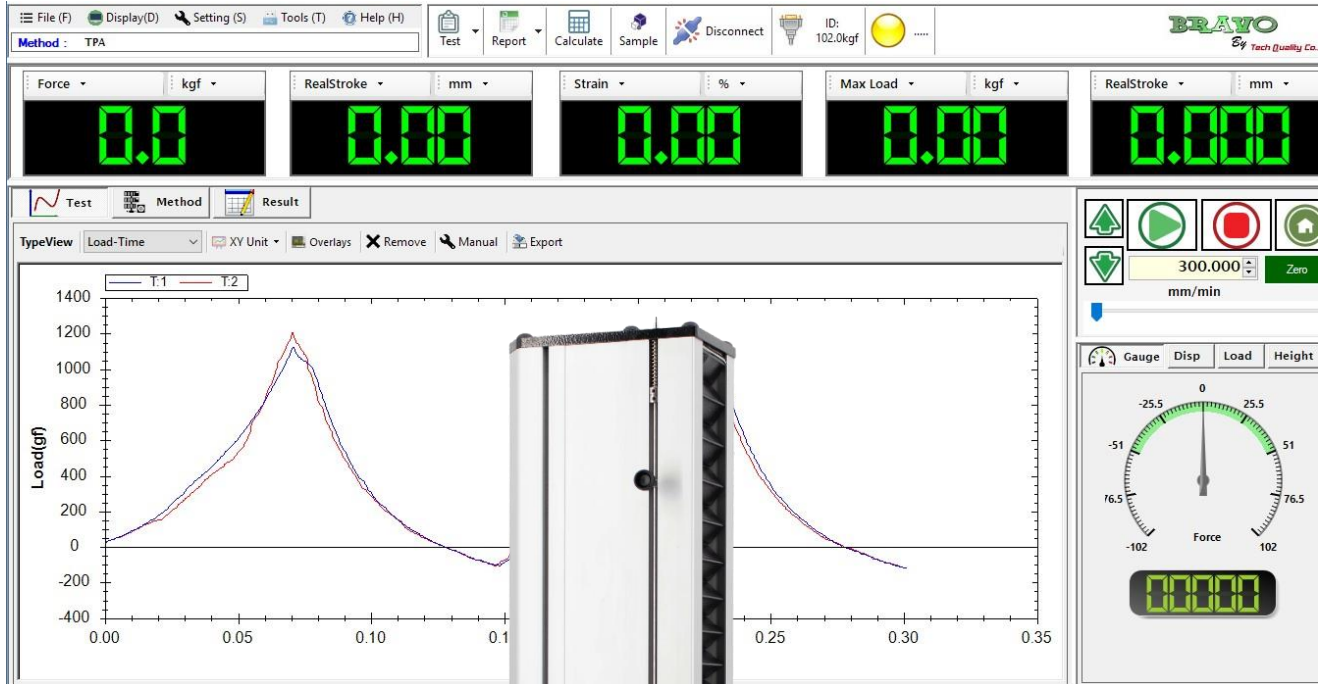 File (F) Display(D) Setting (S) Tools (T) Help (H)
Method : TPA
Test Report Calculate Sample Disconnect ID: 102.0kgf .....
BRAVO
By Tech Quality Co.
Force kgf RealStroke mm Strain % Max Load kgf RealStroke mm
0.0 0.00 0.00 0.00 0.000
Test Method Result
TypeView Load-Time XY Unit Overlays Remove Manual Export
300.000 Zero
mm/min
T:1 T:2
Load(gf)
1400
1200
1000
800
600
400
200
0
-200
-400
0.00 0.05 0.10 0.1 0.25 0.30 0.35
Gauge Disp Load Height
0
-25.5 25.5
-51 51
76.5 76.5
-102 102
Force
00000